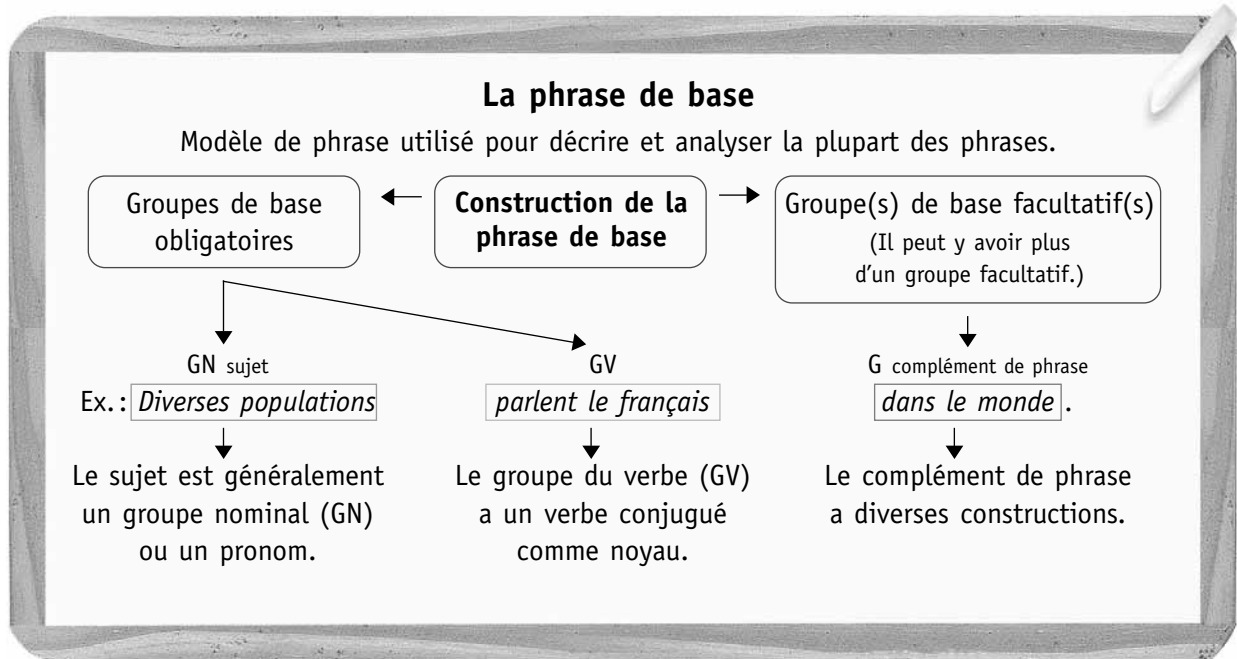 La phrase de base
Modèle de phrase utilisé pour décrire et analyser la plupart des phrases.
Groupes de base
obligatoires
Construction de la
phrase de base
Groupe(s) de base facultatif(s)
(Il peut y avoir plus
d'un groupe facultatif.)
GN sujet
GV
G complément de phrase
Ex.: Diverses populations
parlent le français
dans le monde.
Le sujet est généralement
un groupe nominal (GN)
ou un pronom.
Le groupe du verbe (GV)
a un verbe conjugué
comme noyau.
Le complément de phrase
a diverses constructions.